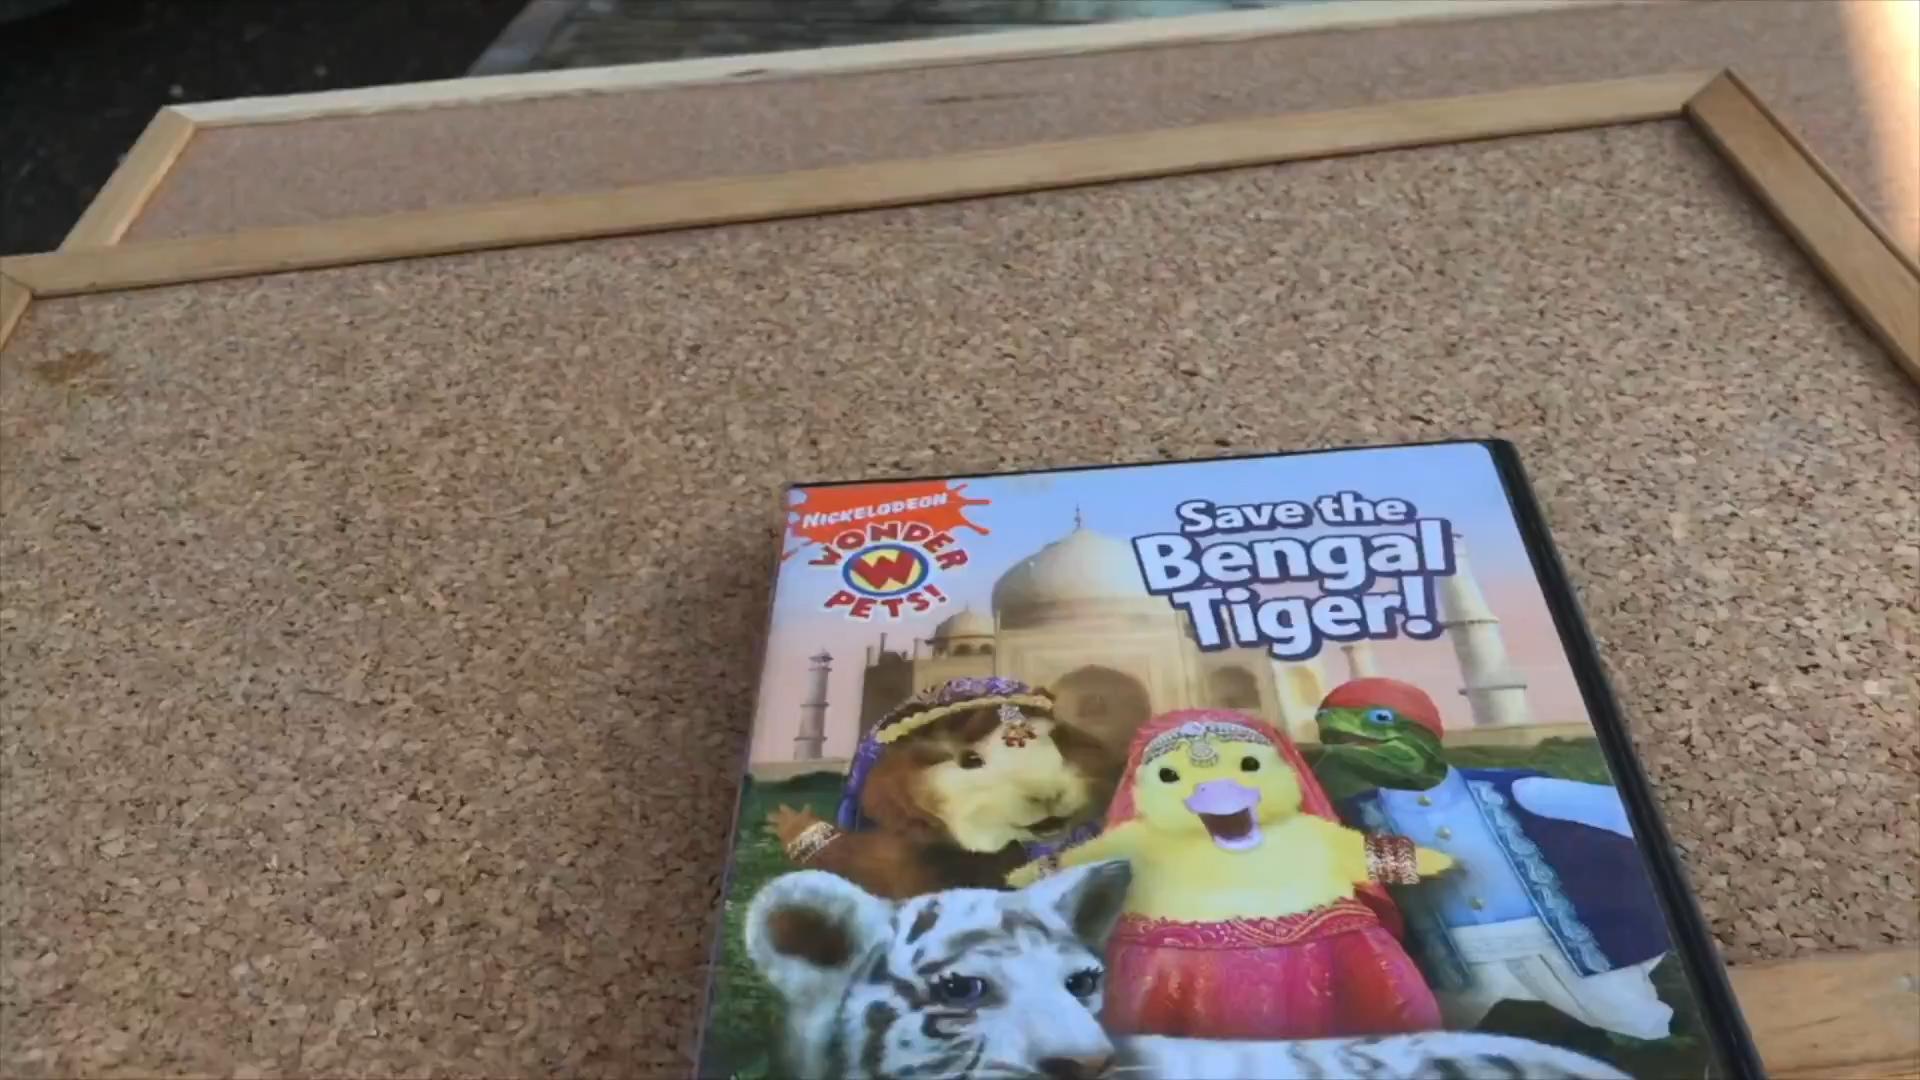 NICKELODEON
WONDER
W
PETS!
Save the
Bengal
Tiger!